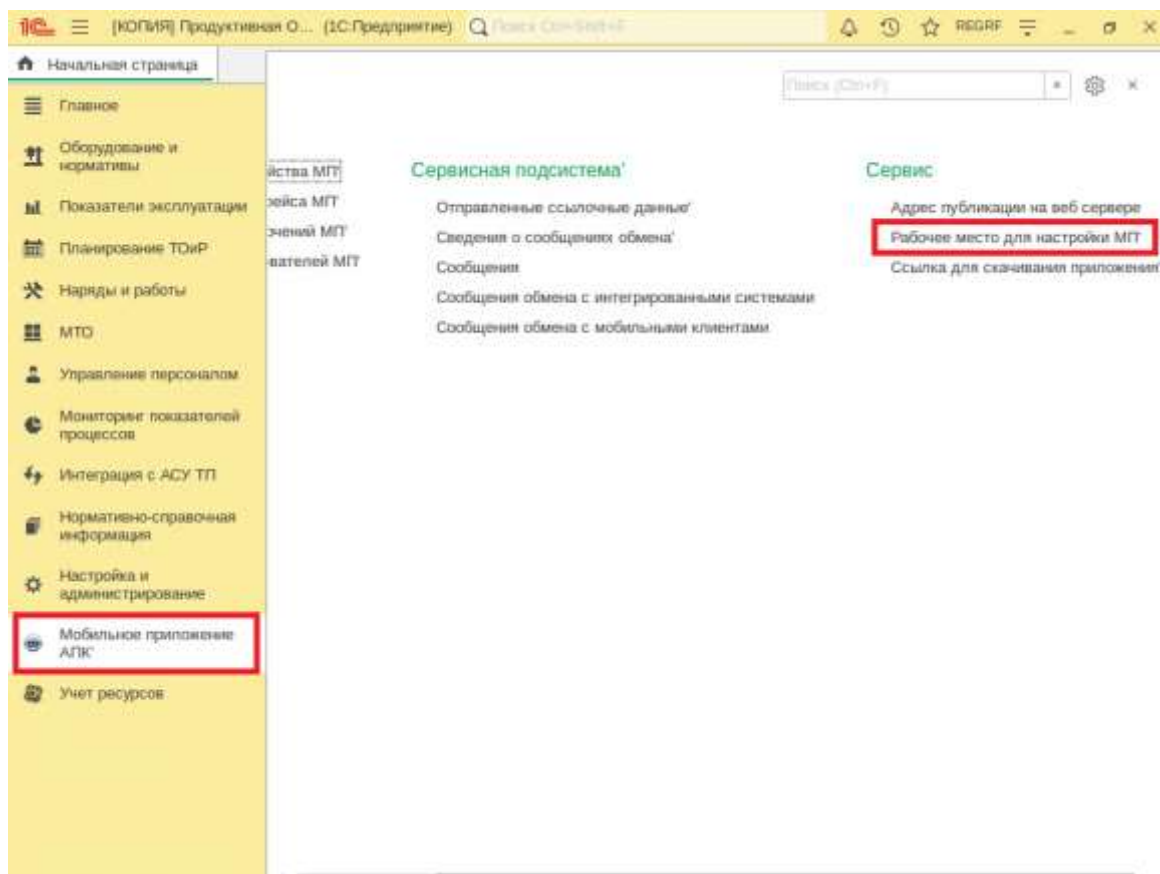 1С [КОПИЯ] Продуктивная О... (1С:Предприятие) Поиск Ctrl+Shift+F REGRF
Начальная страница
Поиск (Ctrl+F)
Главное
Оборудование и
нормативы
Показатели эксплуатации
Планирование ТОиР
Наряды и работы
МТО
Управление персоналом
Мониторинг показателей
процессов
Интеграция с АСУ ТП
Нормативно-справочная
информация
Настройка и
администрирование
Мобильное приложение
АПК'
Учет ресурсов
йства МП'
рейса МП'
ючений МП'
вателей МП'
Сервисная подсистема'
Отправленные ссылочные данные'
Сведения о сообщениях обмена'
Сообщения
Сообщения обмена с интегрированными системами
Сообщения обмена с мобильными клиентами
Сервис
Адрес публикации на веб сервере
Рабочее место для настройки МП'
Ссылка для скачивания приложения'